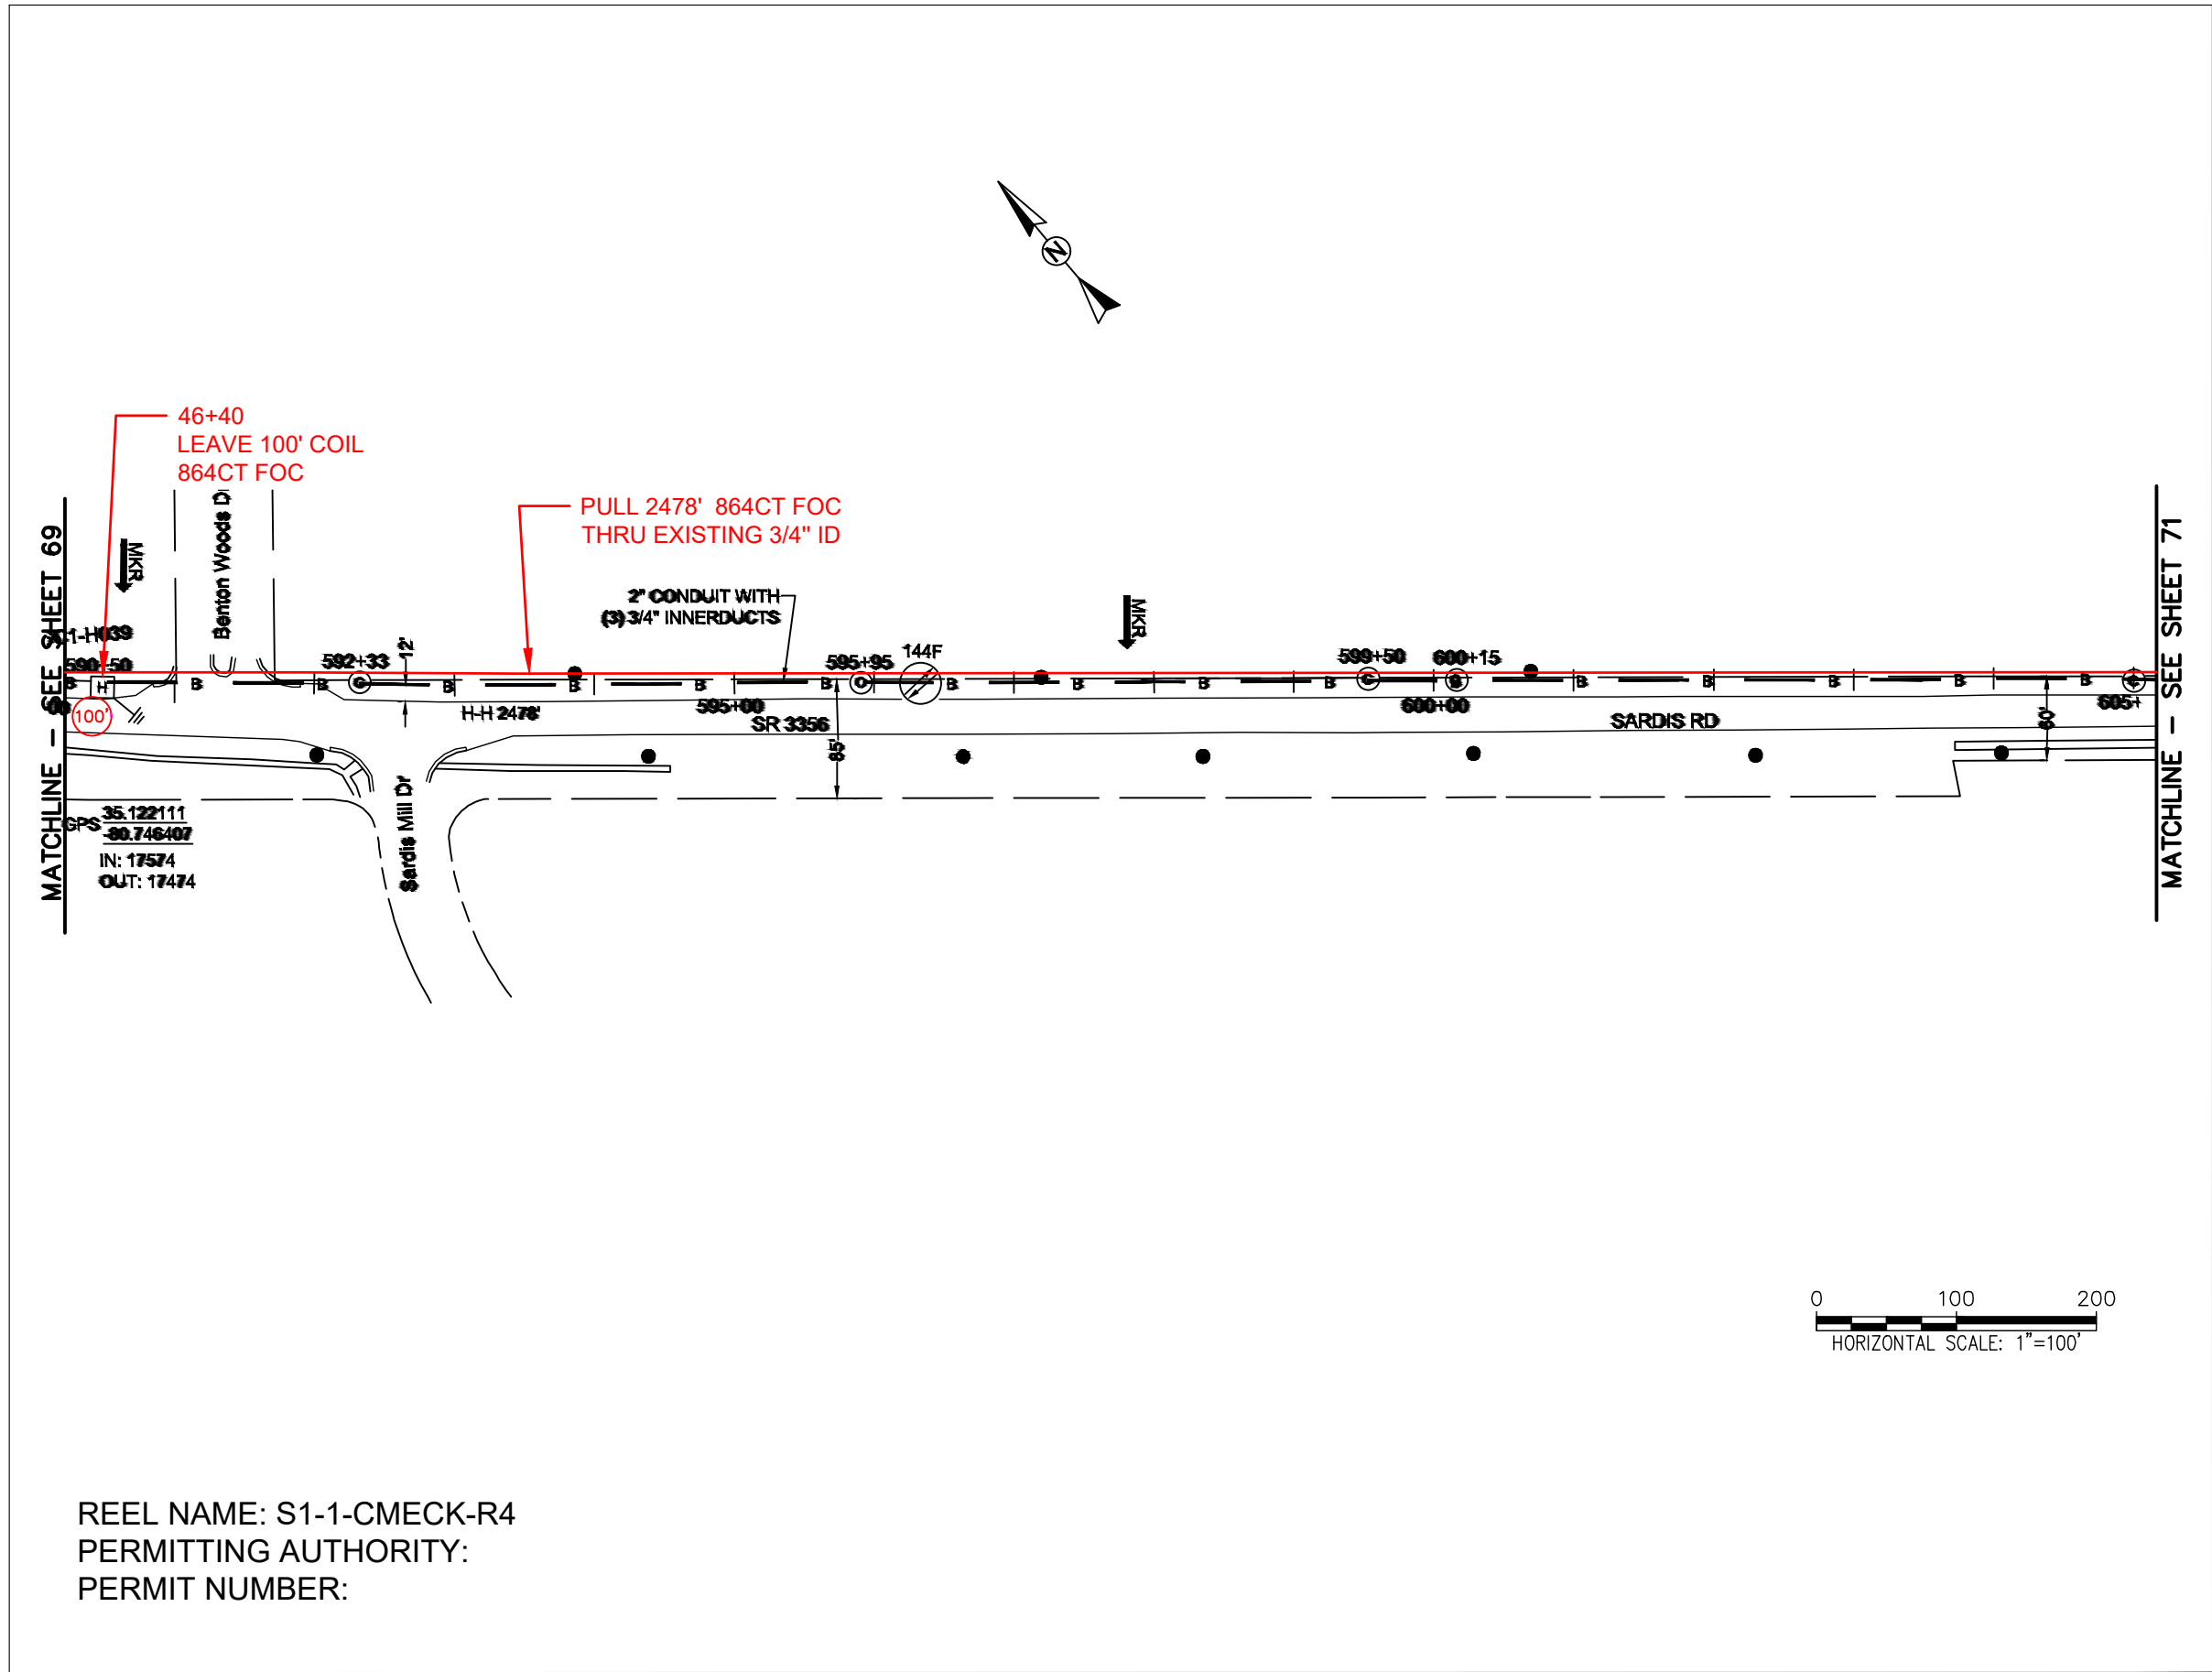 N
46+40
LEAVE 100' COIL
864CT FOC
PULL 2478' 864CT FOC
THRU EXISTING 3/4" ID
MATCHLINE - SEE SHEET 69
MATCHLINE - SEE SHEET 71
MKR
Benton Woods D
2" CONDUIT WITH
(3) 3/4" INNERDUCTS
MKR
590+50
592+33
12'
595+95
144F
599+50
600+15
B
H
B
B
C
B
B
B
B
C
B
B
B
B
C
B
B
B
B
B
B
C
100'
H-H 2478'
595+00
SR 3356
85'
600+00
SARDIS RD
60'
605+
Sardis Mill Dr
GPS
35.122111
-80.746407
IN: 17574
OUT: 17474
0 100 200
HORIZONTAL SCALE: 1"=100'
REEL NAME: S1-1-CMECK-R4
PERMITTING AUTHORITY:
PERMIT NUMBER: